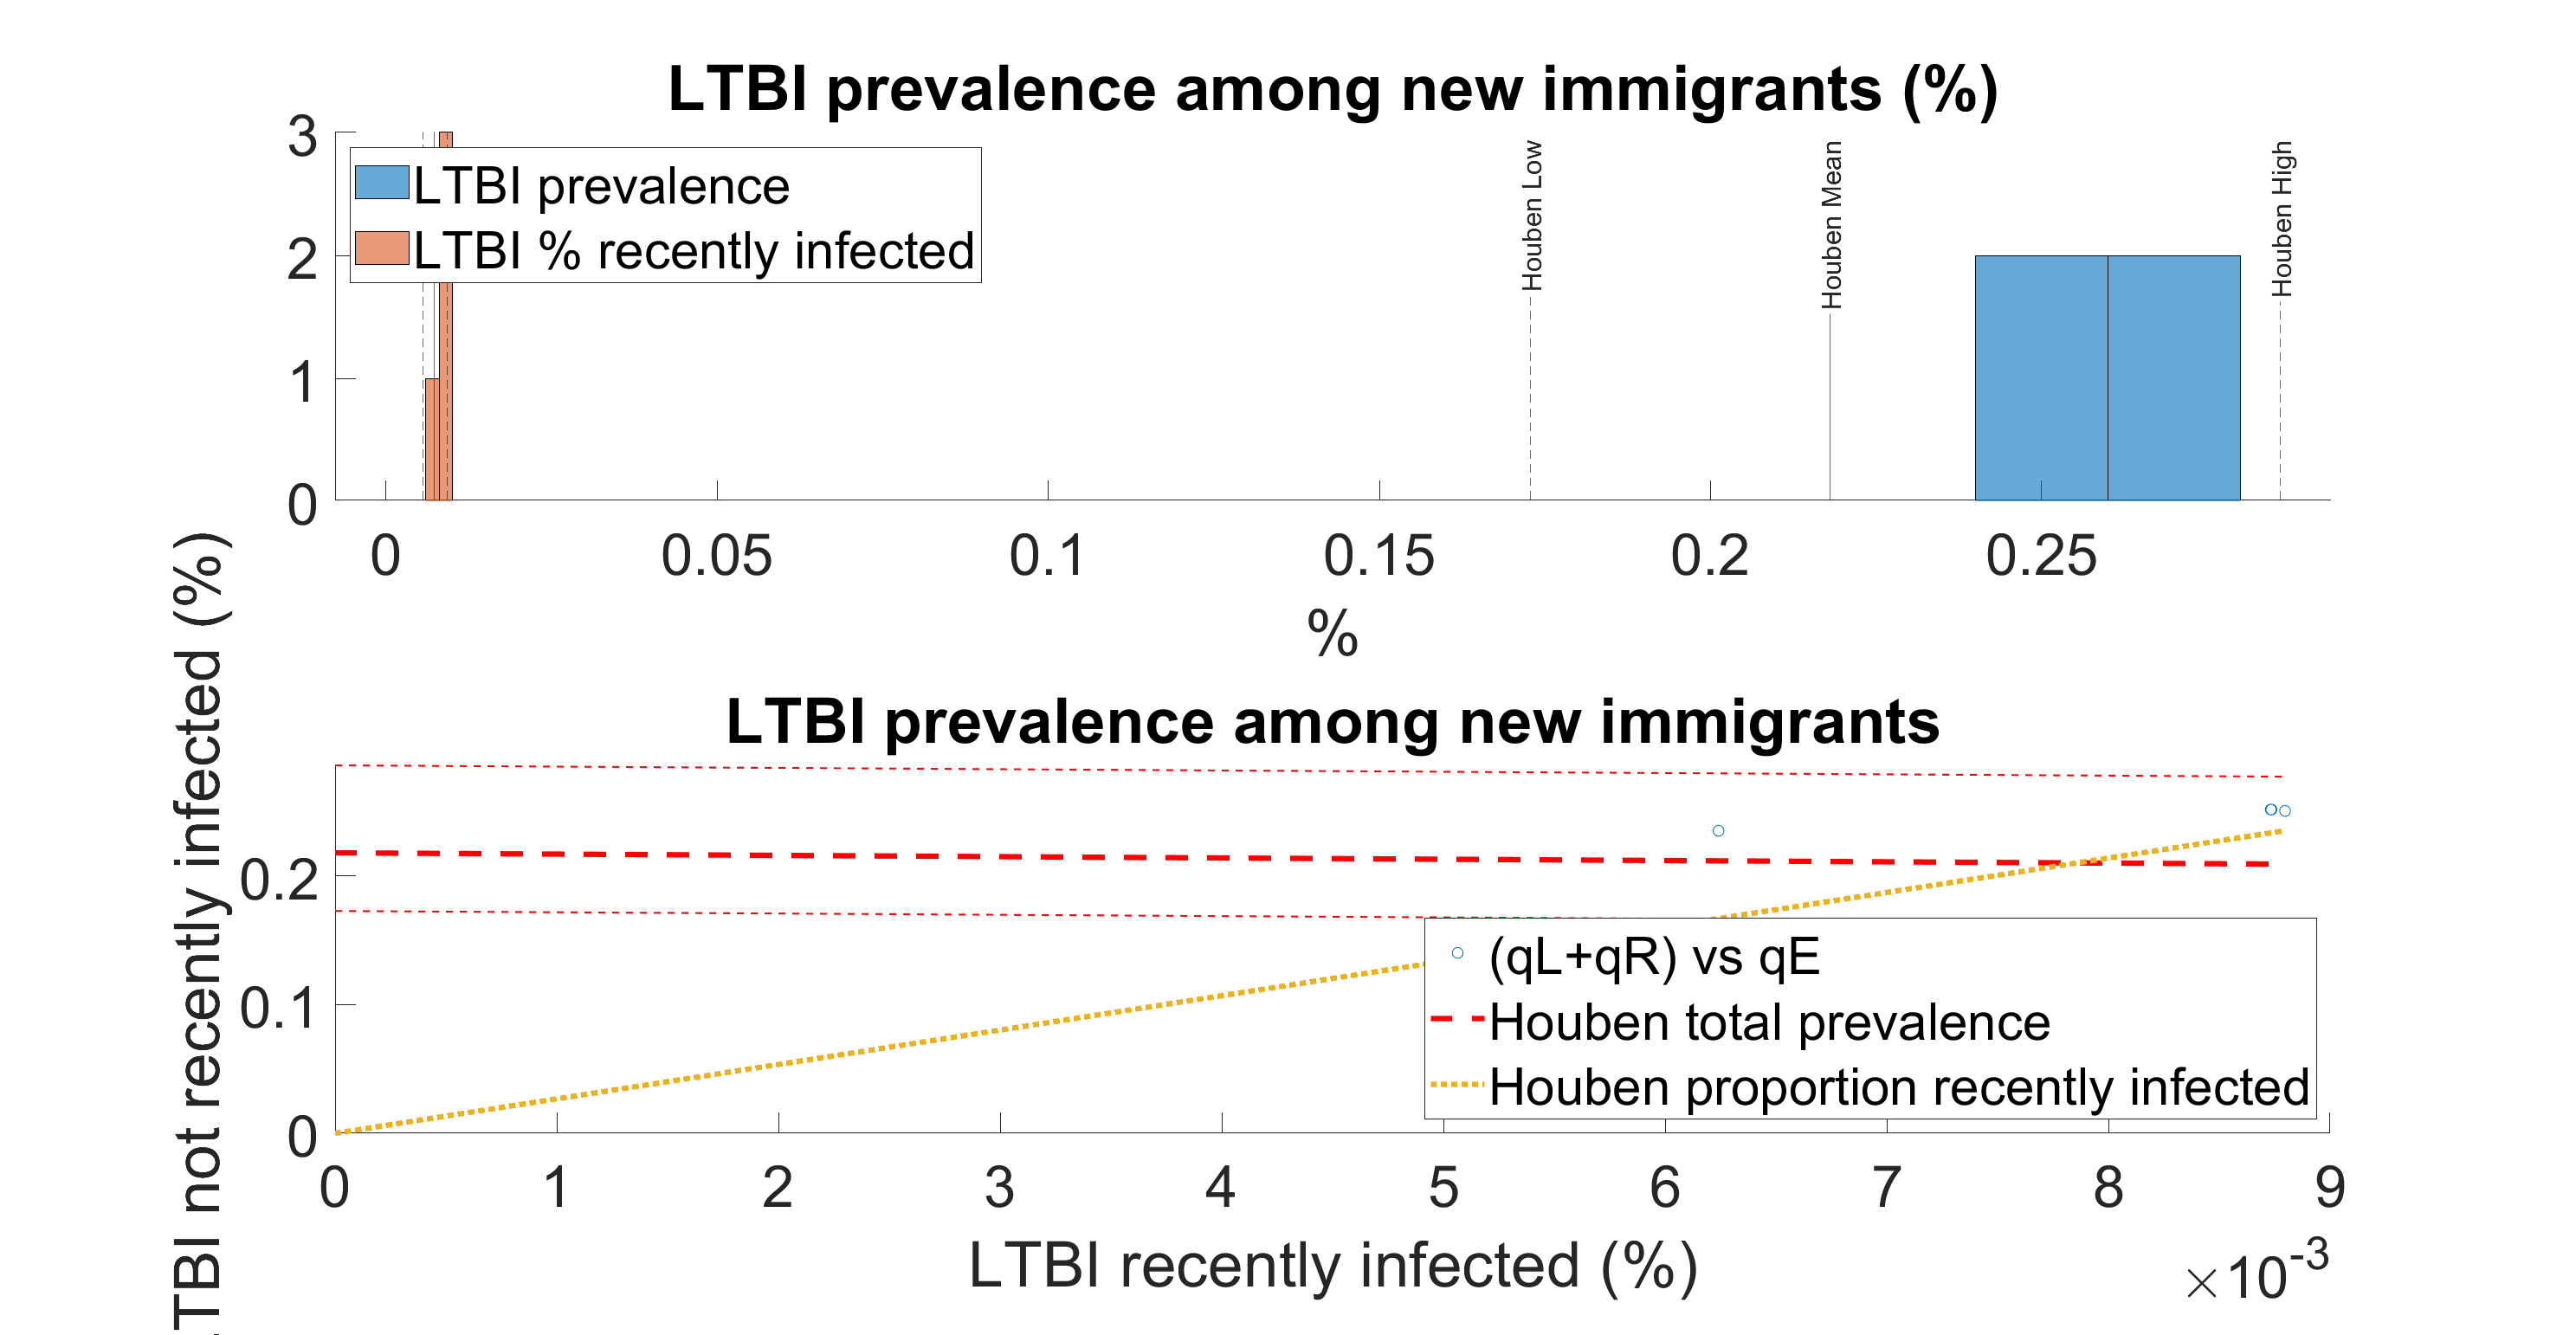 LTBI prevalence among new immigrants (%)
3
2
1
0
LTBI prevalence
LTBI % recently infected
Houben Low
Houben Mean
Houben High
0 0.05 0.1 0.15 0.2 0.25
%
LTBI prevalence among new immigrants
LTBI not recently infected (%)
0.2
0.1
0
(qL+qR) vs qE
Houben total prevalence
Houben proportion recently infected
0 1 2 3 4 5 6 7 8 9
LTBI recently infected (%)
×10-3